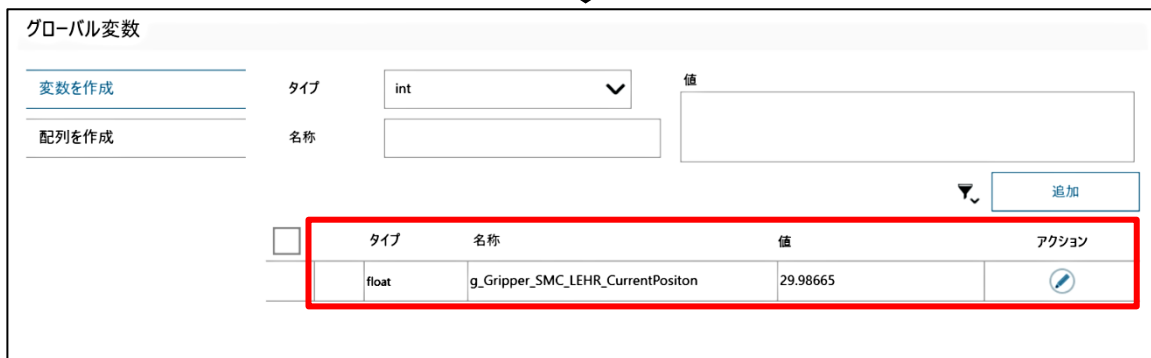 グローバル変数
変数を作成
タイプ
int
値
配列を作成
名称
追加
タイプ 名称 値 アクション
float g_Gripper_SMC_LEHR_CurrentPositon 29.98665